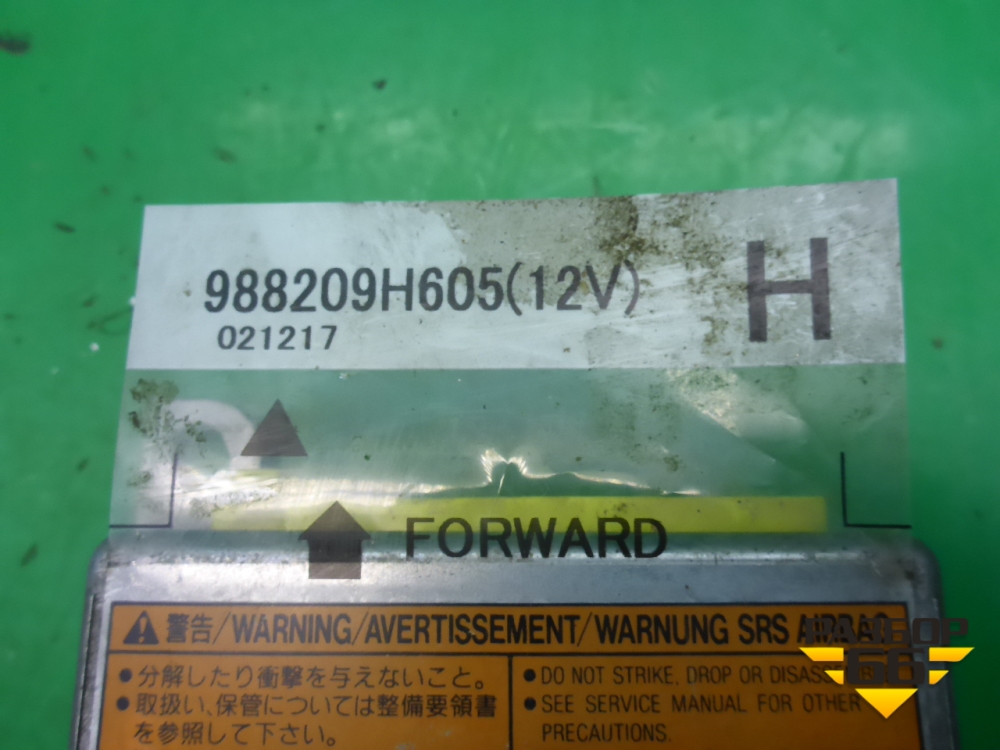 988209H605(12V) H
021217
FORWARD
警告/WARNING/AVERTISSEMENT/WARNUNG SRS AIRBAG
●分解したり衝撃を与えないこと。
●取扱い、保管については整備要領書
を参照して下さい。
●DO NOT STRIKE, DROP OR
●SEE SERVICE MANUAL FOR OTHER
PRECAUTIONS.
РАЗБОР
66